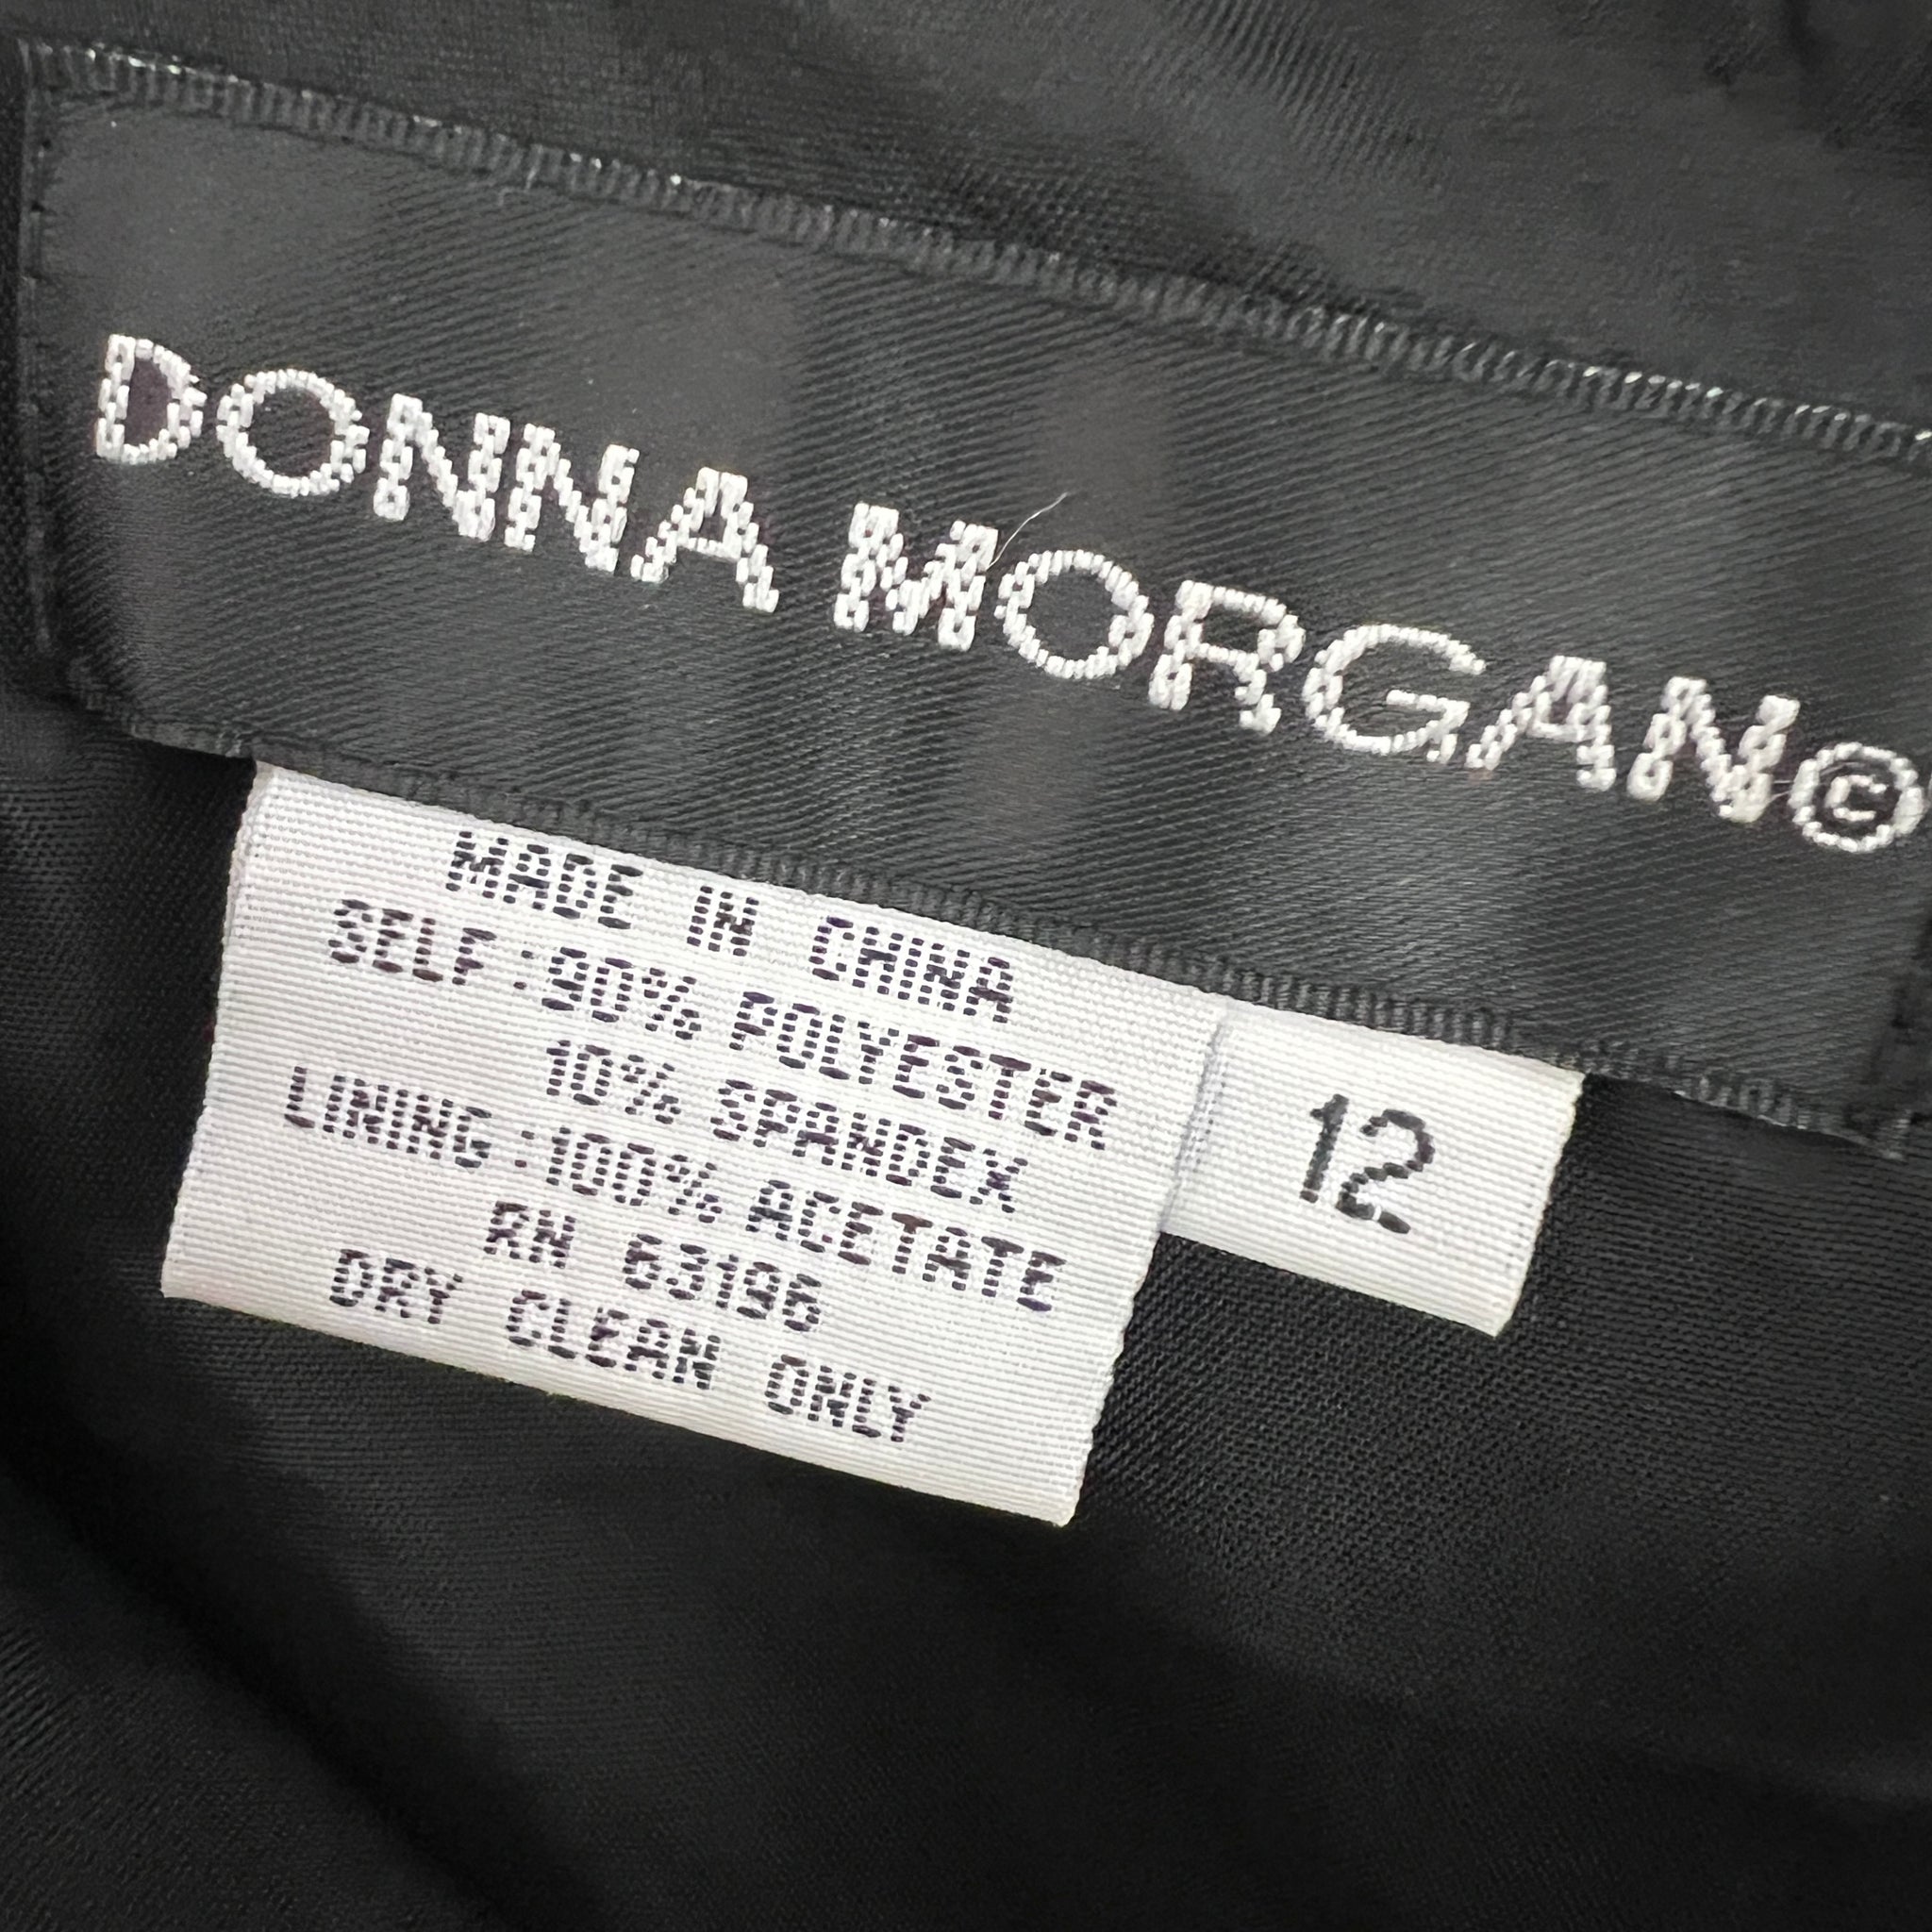 DONNA MORGAN©
MADE IN CHINA
SELF:90% POLYESTER
10% SPANDEX
LINING:100% ACETATE
RN 63196
DRY CLEAN ONLY
12